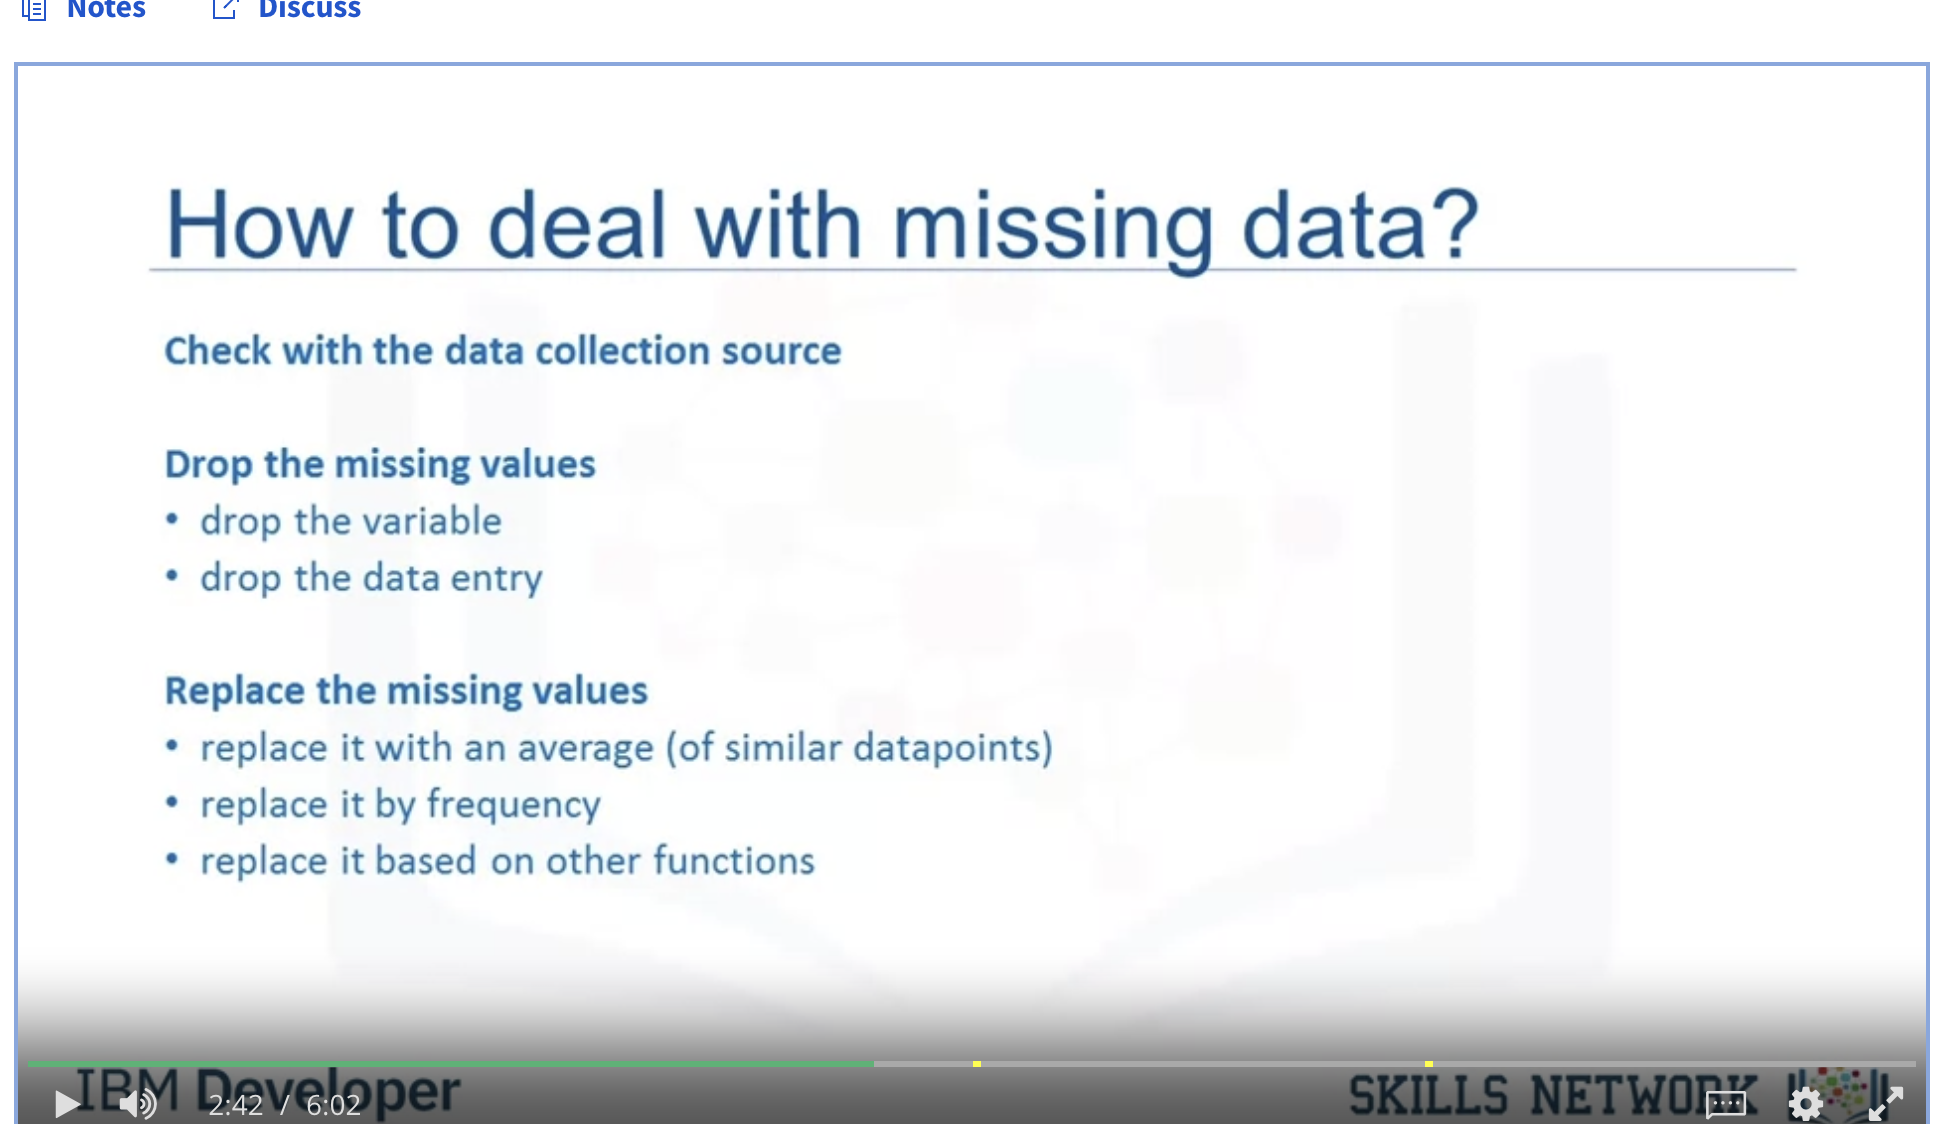 Notes Discuss
How to deal with missing data?
Check with the data collection source
Drop the missing values
• drop the variable
• drop the data entry
Replace the missing values
• replace it with an average (of similar datapoints)
• replace it by frequency
• replace it based on other functions
IBM Developer
SKILLS NETWORK
2:42 / 6:02